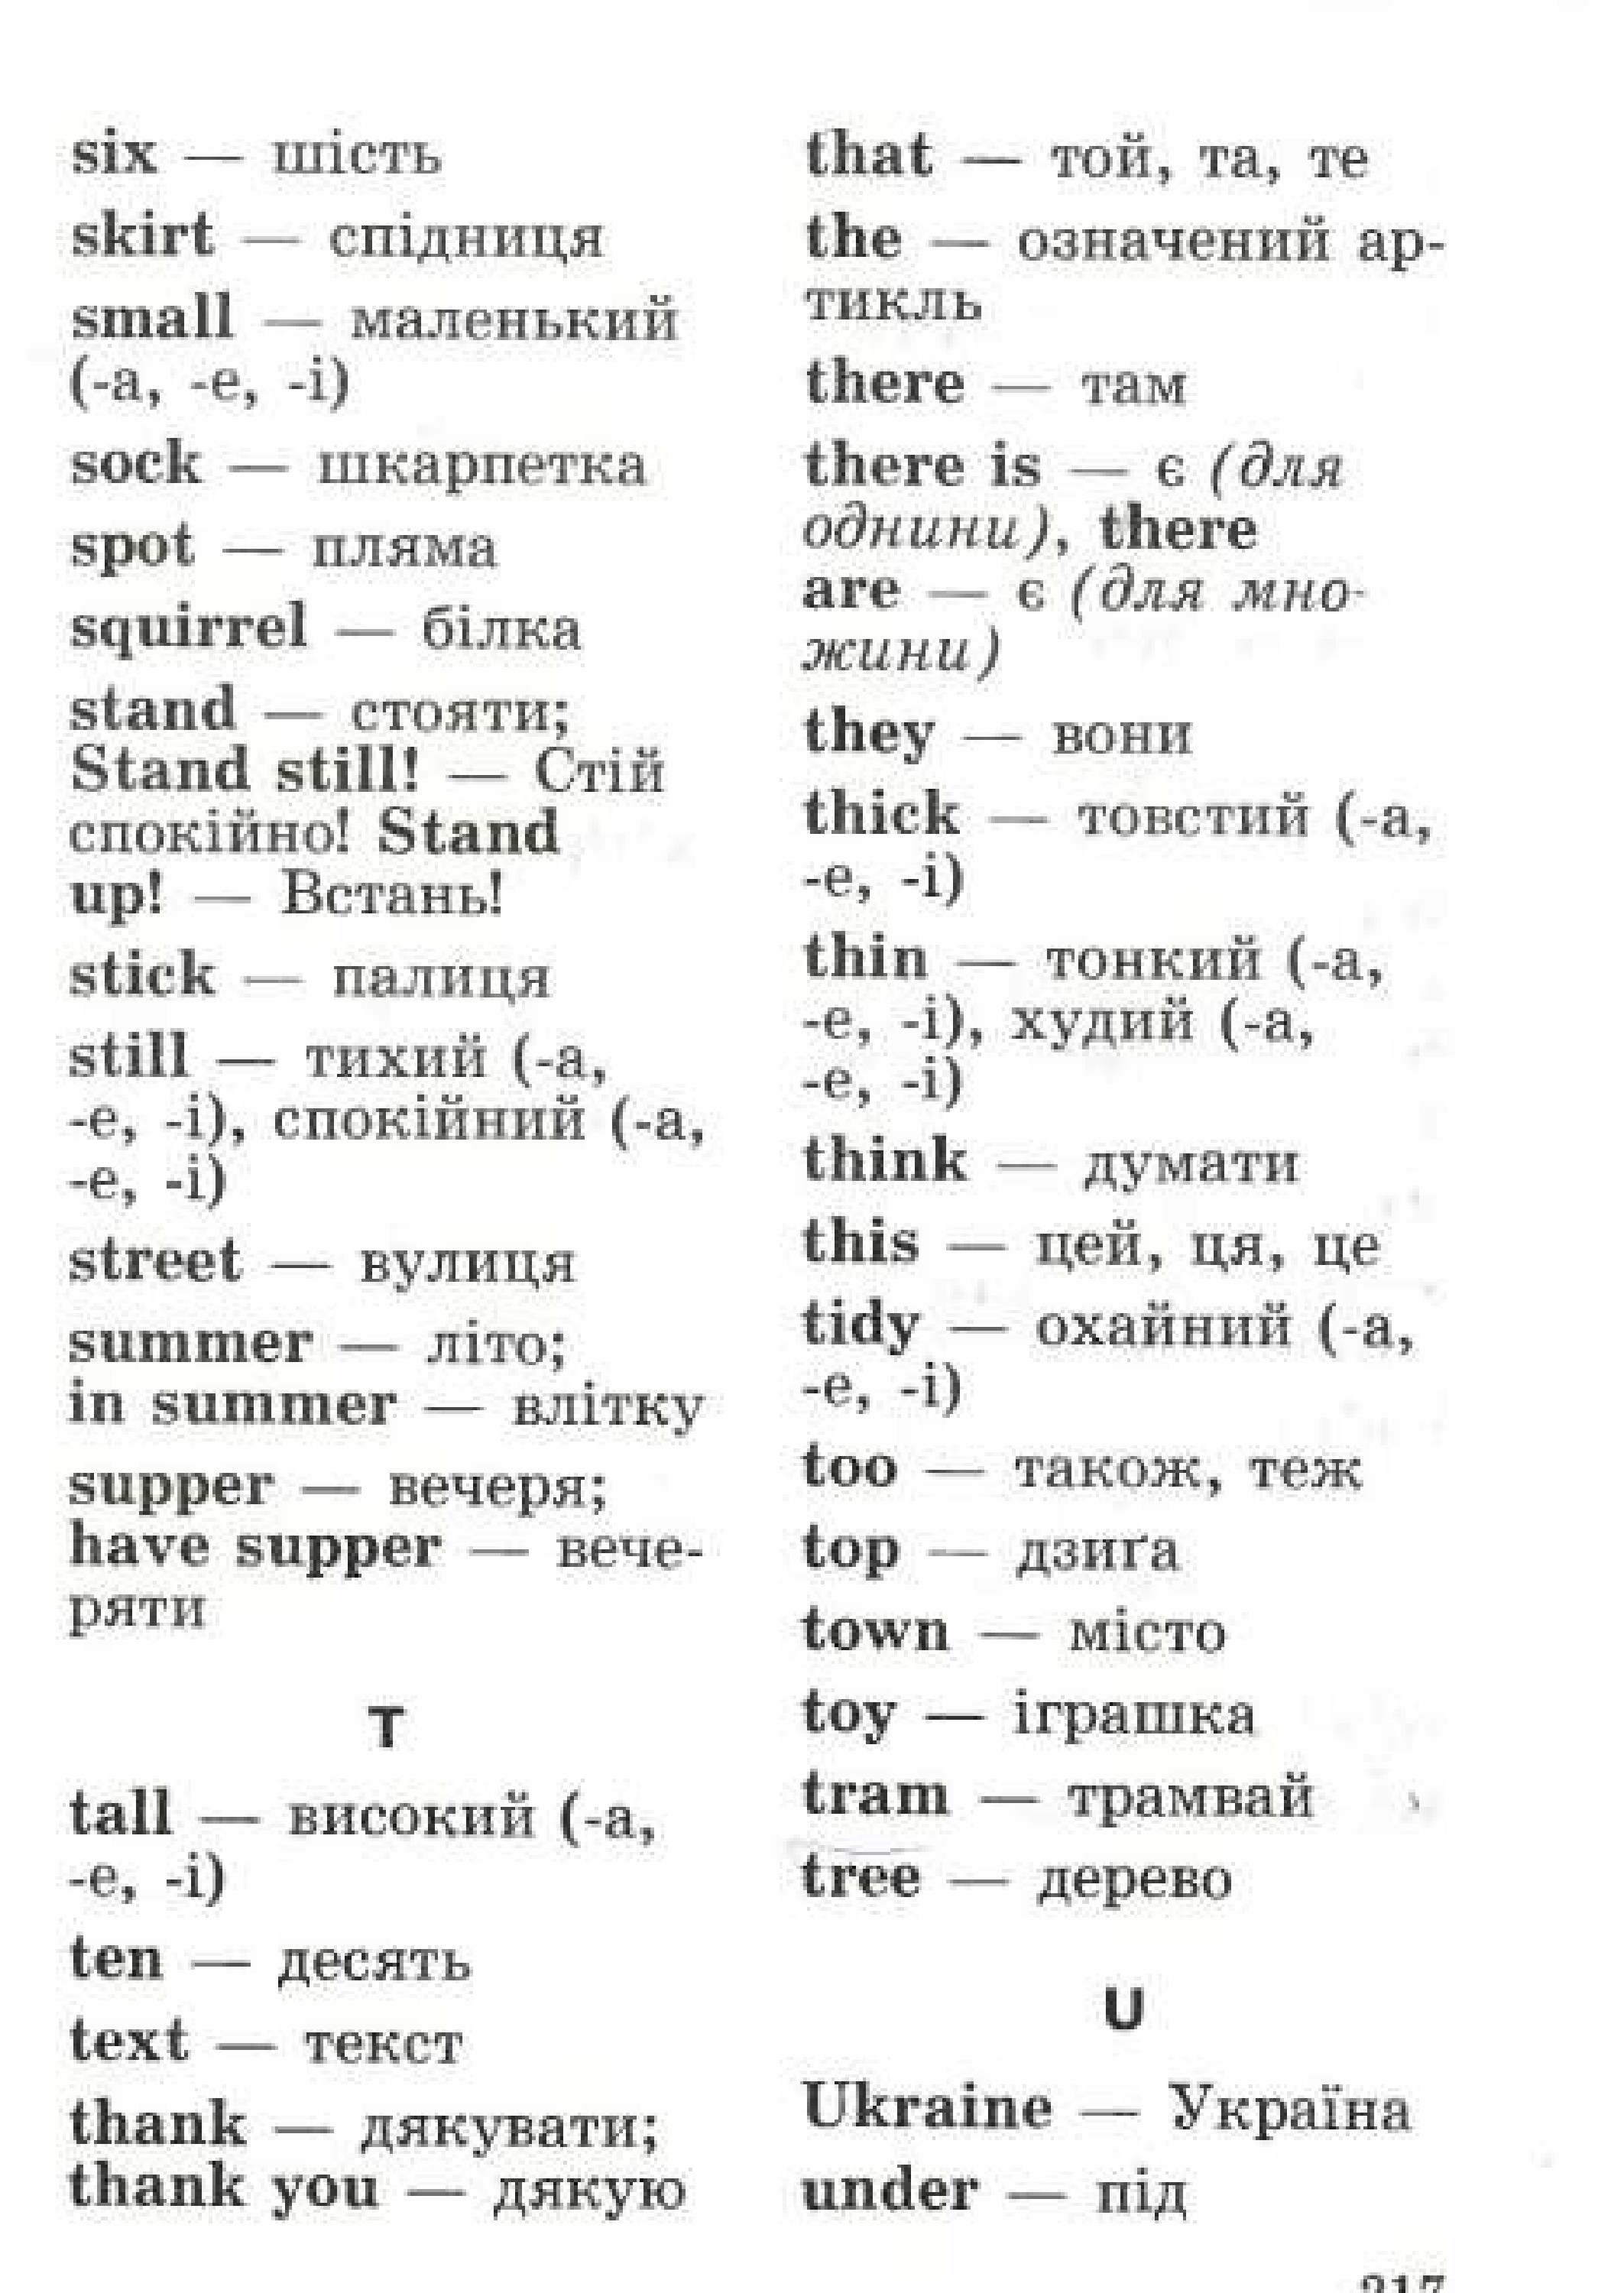 six — шість
skirt — спідниця
small — маленький
(-а, -е, -і)
sock — шкарпетка
spot — пляма
squirrel — білка
stand — стояти;
Stand still! — Стій
спокійно! Stand
up! — Встань!
stick — палиця
still — тихий (-а,
-е, -і), спокійний (-а,
-е, -і)
street — вулиця
summer — літо;
in summer — влітку
supper — вечеря;
have supper — вече-
ряти
T
tall — високий (-а,
-е, -і)
ten — десять
text — текст
thank — дякувати;
thank you — дякую
that — той, та, те
the — означений ар-
тикль
there — там
there is — є (для
однини), there
are — є (для мно-
жини)
they — вони
thick — товстий (-а,
-е, -і)
thin — тонкий (-а,
-е, -і), худий (-а,
-е, -і)
think — думати
this — цей, ця, це
tidy — охайний (-а,
-е, -і)
too — також, теж
top — дзиґа
town — місто
toy — іграшка
tram — трамвай
tree — дерево
U
Ukraine — Україна
under — під
217